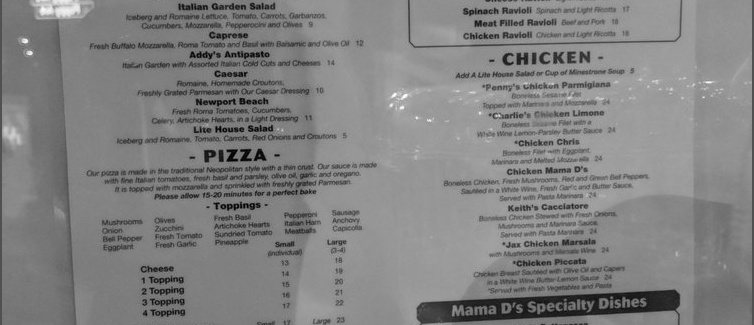 Italian Garden Salad
Iceberg and Romaine Lettuce, Tomato, Carrots, Garbanzos,
Cucumbers, Mozzarella, Pepperocini and Olives 9
Caprese
Fresh Buffalo Mozzarella, Roma Tomato and Basil with Balsamic and Olive Oil 12
Addy's Antipasto
Italian Garden with Assorted Italian Cold Cuts and Cheeses 14
Caesar
Romaine, Homemade Croutons,
Freshly Grated Parmesan with Our Caesar Dressing 10
Newport Beach
Fresh Roma Tomatoes, Cucumbers,
Celery, Artichoke Hearts, in a Light Dressing 11
Lite House Salad
Iceberg and Romaine, Tomato, Carrots, Red Onions and Croutons 5
- PIZZA -
Our pizza is made in the traditional Neopolitan style with a thin crust. Our sauce is made
with fine Italian tomatoes, fresh basil and parsley, olive oil, garlic and oregano.
It is topped with mozzarella and sprinkled with freshly grated Parmesan.
Please allow 15-20 minutes for a perfect bake
- Toppings -
Mushrooms Olives Fresh Basil Pepperoni Sausage
Onion Zucchini Artichoke Hearts Italian Ham Anchovy
Bell Pepper Fresh Tomato Sundried Tomato Meatballs Capicolla
Eggplant Fresh Garlic Pineapple
Small Large
(individual) (3-4)
Cheese 13 18
1 Topping 14 19
2 Topping 15 20
3 Topping 16 21
4 Topping 17 22
Small 17 Large 23
Spinach Ravioli Spinach and Light Ricotta 17
Meat Filled Ravioli Beef and Pork 18
Chicken Ravioli Chicken and Light Ricotta 18
- CHICKEN -
Add A Lite House Salad or Cup of Minestrone Soup 5
*Penny's Chicken Parmigiana
Boneless Sesame Filet
Topped with Marinara and Mozzarella 24
*Charlie's Chicken Limone
Boneless Sesame Filet with a
White Wine Lemon-Parsley Butter Sauce 24
*Chicken Chris
Boneless Filet with Eggplant,
Marinara and Melted Mozzarella 24
Chicken Mama D's
Boneless Chicken, Fresh Mushrooms, Red and Green Bell Peppers,
Sautéed in a White Wine, Fresh Garlic and Butter Sauce,
Served with Pasta Marinara 24
Keith's Cacciatore
Boneless Chicken Stewed with Fresh Onions,
Mushrooms and Marinara Sauce,
Served with Pasta Marinara 24
*Jax Chicken Marsala
with Mushrooms and Marsala Wine 24
*Chicken Piccata
Chicken Breast Sautéed with Olive Oil and Capers
in a White Wine Butter-Lemon Sauce 24
*Served with Fresh Vegetables and Pasta
Mama D's Specialty Dishes